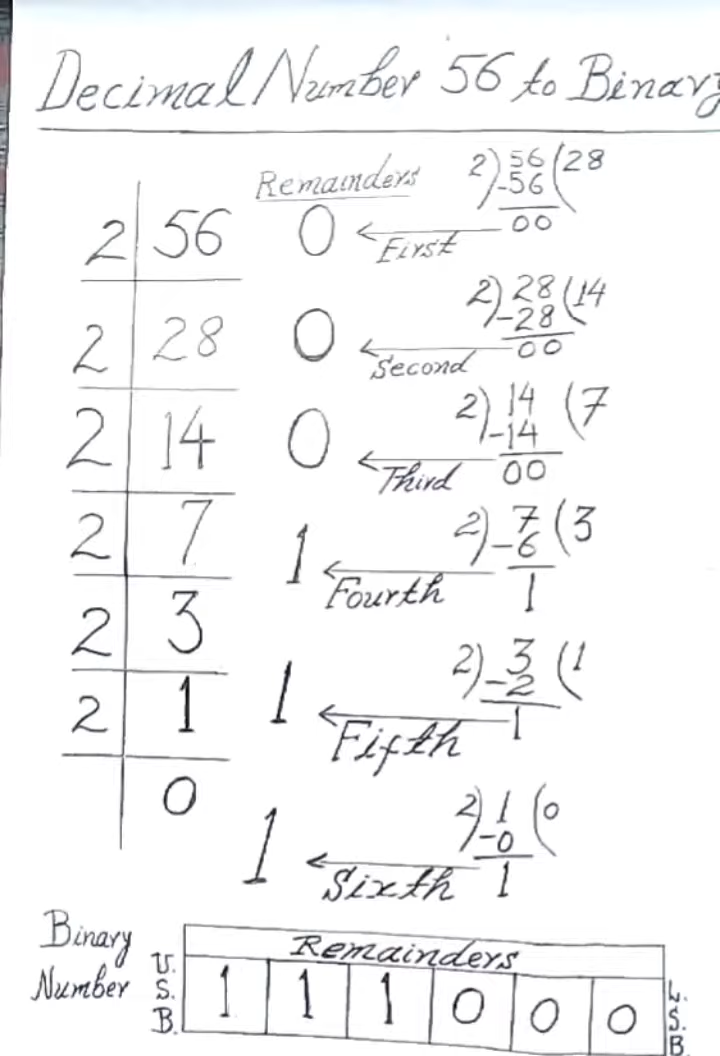 Decimal Number 56 to Binary
Remainders
2 56 0 First 2) 56 (28
-56
00
2 28 0 Second 2) 28 (14
-28
00
2 14 0 Third 2) 14 (7
-14
00
2 7 1 Fourth 2) 7 (3
-6
1
2 3 1 Fifth 2) 3 (1
-2
1
2 1 1 Sixth 2) 1 (0
-0
1
0
Binary Number
Remainders
U.S.B. 1 1 1 0 0 0 L.S.B.